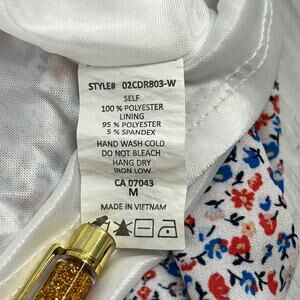 STYLE# 02CDR803-W
SELF
100% POLYESTER
LINING
95% POLYESTER
5% SPANDEX
HAND WASH COLD
DO NOT BLEACH
HANG DRY
IRON LOW
CA 07043
M
MADE IN VIETNAM